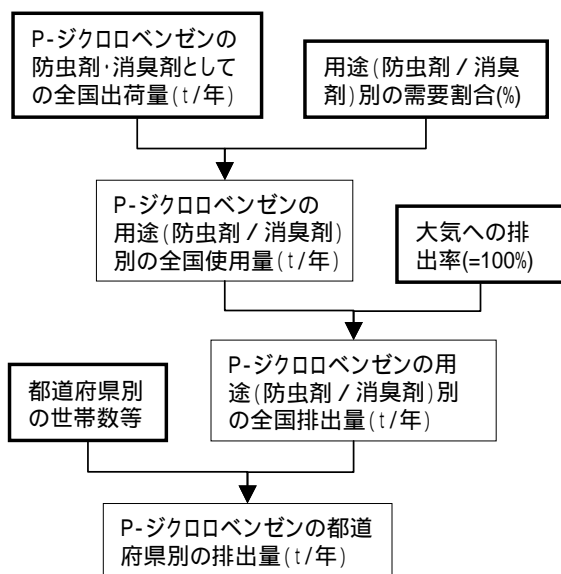 P-ジクロロベンゼンの
防虫剤・消臭剤として
の全国出荷量(t/年)
用途(防虫剤/消臭
剤)別の需要割合(%)
P-ジクロロベンゼンの
用途(防虫剤/消臭剤)
別の全国使用量(t/年)
大気への排
出率(=100%)
P-ジクロロベンゼンの用
途(防虫剤/消臭剤)別
の全国排出量(t/年)
都道府県別
の世帯数等
P-ジクロロベンゼンの都道
府県別の排出量(t/年)